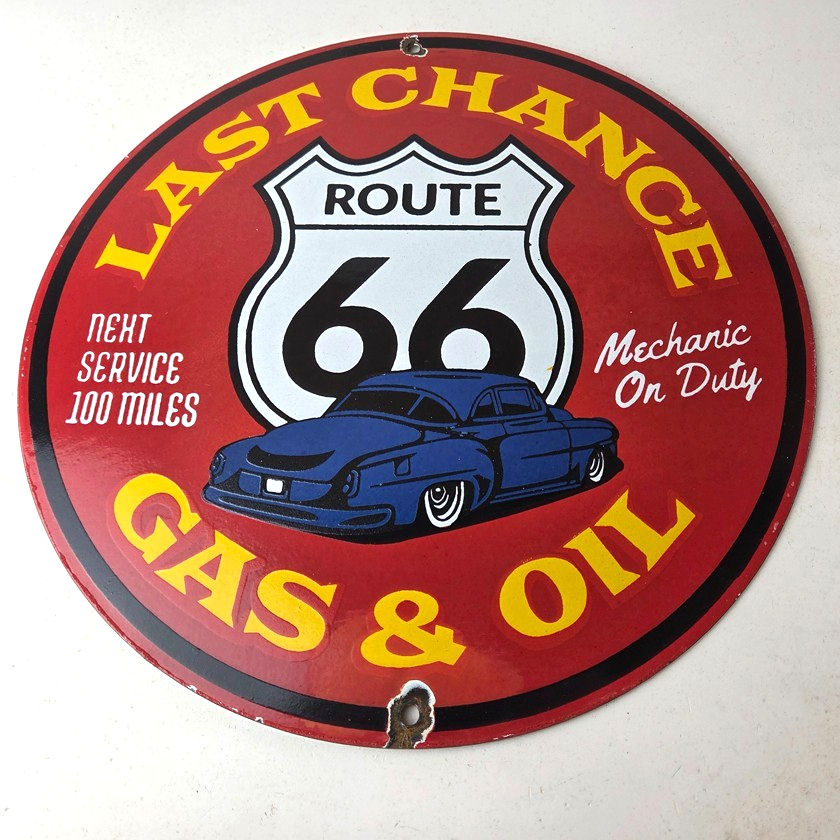 LAST CHANCE
ROUTE
66
NEXT
SERVICE
100 MILES
Mechanic
On Duty
GAS & OIL